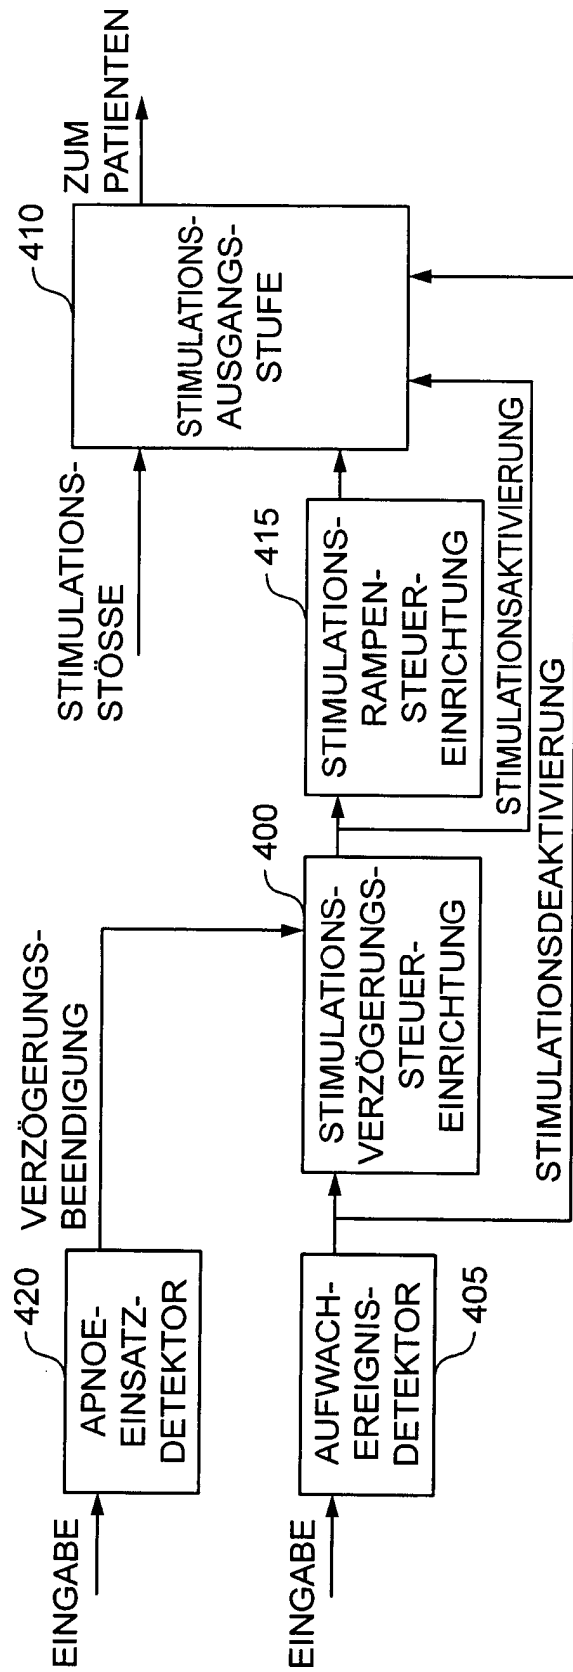 EINGABE
420
APNOE-
EINSATZ-
DETEKTOR
VERZÖGERUNGS-
BEENDIGUNG
EINGABE
AUFWACH-
EREIGNIS-
DETEKTOR
405
400
STIMULATIONS-
VERZÖGERUNGS-
STEUER-
EINRICHTUNG
415
STIMULATIONS-
RAMPEN-
STEUER-
EINRICHTUNG
STIMULATIONS-
STÖSSE
410
STIMULATIONS-
AUSGANGS-
STUFE
ZUM
PATIENTEN
STIMULATIONSAKTIVIERUNG
STIMULATIONSDEAKTIVIERUNG